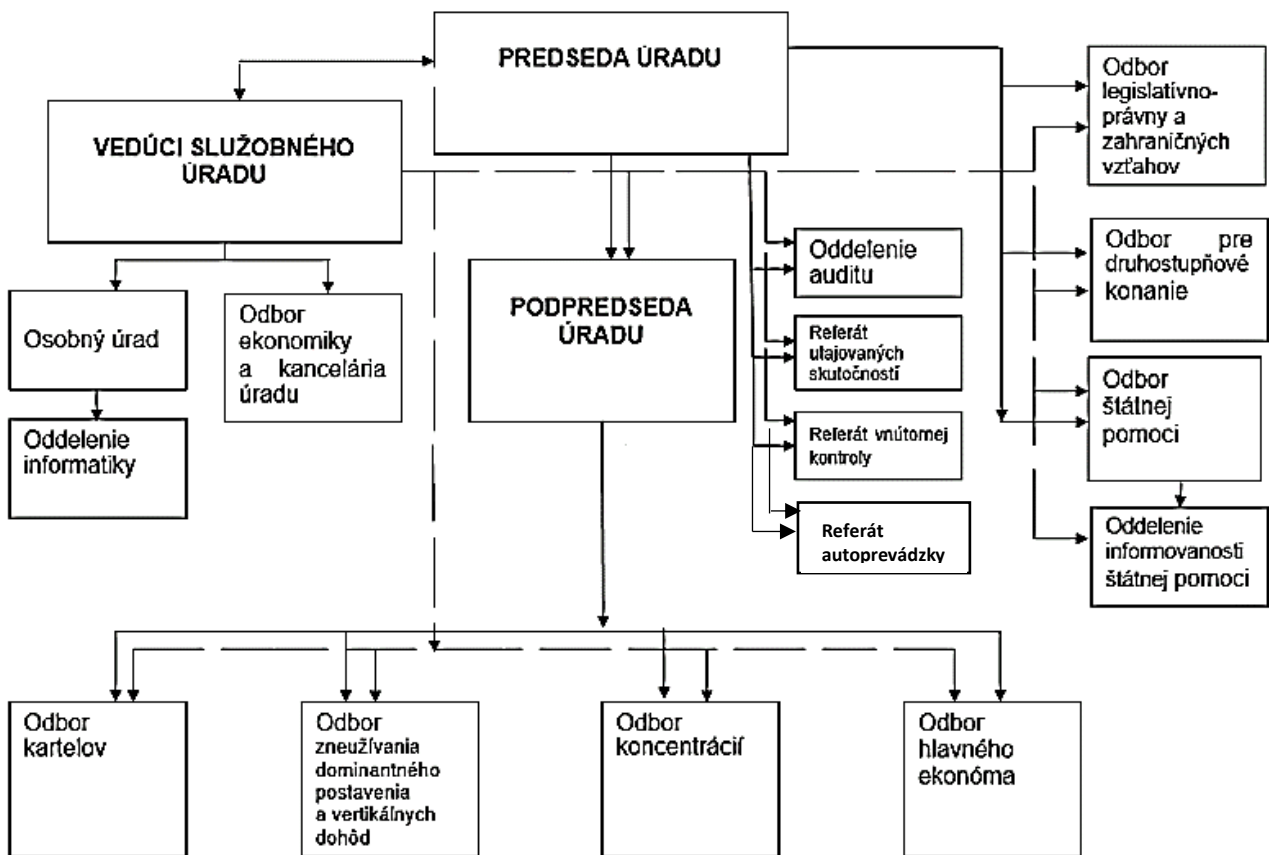 PREDSEDA ÚRADU
VEDÚCI SLUŽOBNÉHO
ÚRADU
Odbor
legislatívno-
právny a
zahraničných
vzťahov
Oddelenie
auditu
Odbor pre
druhostupňové
konanie
PODPREDSEDA
ÚRADU
Osobný úrad
Odbor
ekonomiky
a kancelária
úradu
Referát
utajovaných
skutočností
Odbor
štátnej
pomoci
Oddelenie
informatiky
Referát vnútornej
kontroly
Referát
autoprevádzky
Oddelenie
informovanosti
štátnej pomoci
Odbor
kartelov
Odbor
zneužívania
dominantného
postavenia
a vertikálnych
dohôd
Odbor
koncentrácií
Odbor
hlavného
ekonóma